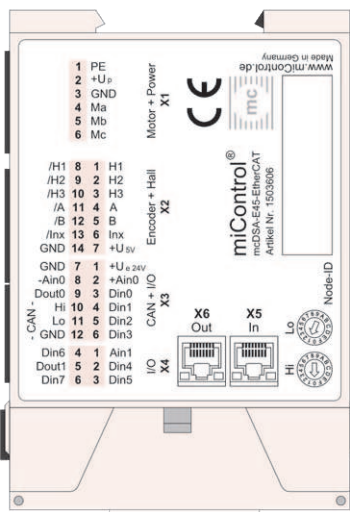 www.miControl.de
Made in Germany
1 PE
2 +Up
3 GND
4 Ma
5 Mb
6 Mc
Motor + Power
X1
CE
mc
/H1 8 1 H1
/H2 9 2 H2
/H3 10 3 H3
/A 11 4 A
/B 12 5 B
/Inx 13 6 Inx
GND 14 7 +U5V
Encoder + Hall
X2
miControl®
mcDSA-E45-EtherCAT
Artikel Nr. 1503606
GND 7 1 +Ue 24V
-Ain0 8 2 +Ain0
Dout0 9 3 Din0
Hi 10 4 Din1
Lo 11 5 Din2
GND 12 6 Din3
- CAN -
CAN + I/O
X3
Din6 4 1 Ain1
Dout1 5 2 Din4
Din7 6 3 Din5
I/O
X4
X6
Out
X5
In
Node-ID
Lo
Hi